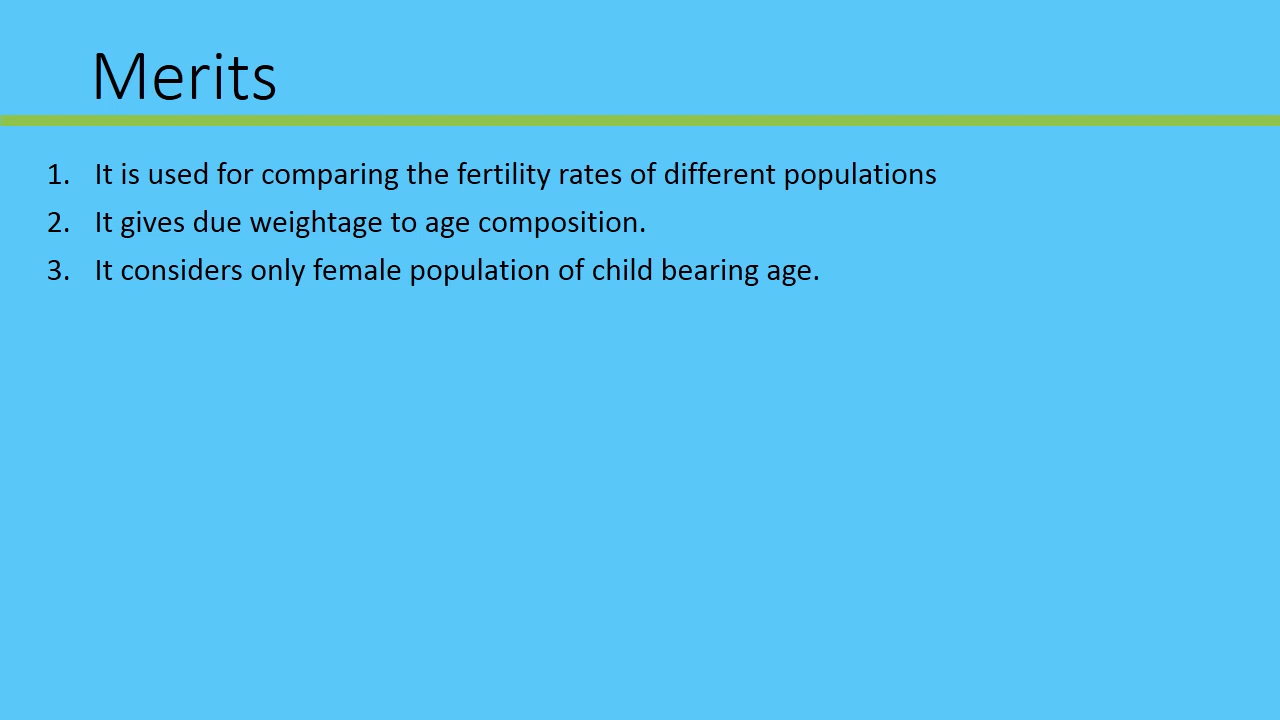 Merits
1. It is used for comparing the fertility rates of different populations
2. It gives due weightage to age composition.
3. It considers only female population of child bearing age.